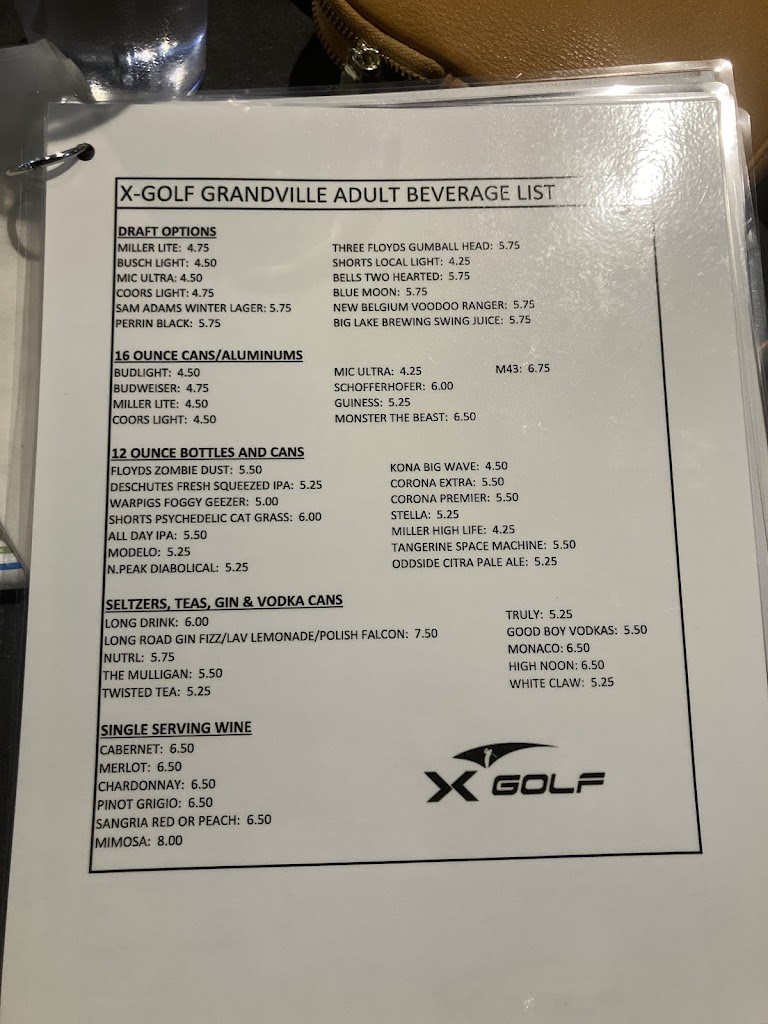 X-GOLF GRANDVILLE ADULT BEVERAGE LIST
DRAFT OPTIONS
MILLER LITE: 4.75
BUSCH LIGHT: 4.50
MIC ULTRA: 4.50
COORS LIGHT: 4.75
SAM ADAMS WINTER LAGER: 5.75
PERRIN BLACK: 5.75
THREE FLOYDS GUMBALL HEAD: 5.75
SHORTS LOCAL LIGHT: 4.25
BELLS TWO HEARTED: 5.75
BLUE MOON: 5.75
NEW BELGIUM VOODOO RANGER: 5.75
BIG LAKE BREWING SWING JUICE: 5.75
16 OUNCE CANS/ALUMINUMS
BUDLIGHT: 4.50
BUDWEISER: 4.75
MILLER LITE: 4.50
COORS LIGHT: 4.50
MIC ULTRA: 4.25
SCHOFFERHOFER: 6.00
GUINESS: 5.25
MONSTER THE BEAST: 6.50
M43: 6.75
12 OUNCE BOTTLES AND CANS
FLOYDS ZOMBIE DUST: 5.50
DESCHUTES FRESH SQUEEZED IPA: 5.25
WARPIGS FOGGY GEEZER: 5.00
SHORTS PSYCHEDELIC CAT GRASS: 6.00
ALL DAY IPA: 5.50
MODELO: 5.25
N.PEAK DIABOLICAL: 5.25
KONA BIG WAVE: 4.50
CORONA EXTRA: 5.50
CORONA PREMIER: 5.50
STELLA: 5.25
MILLER HIGH LIFE: 4.25
TANGERINE SPACE MACHINE: 5.50
ODDSIDE CITRA PALE ALE: 5.25
SELTZERS, TEAS, GIN & VODKA CANS
LONG DRINK: 6.00
LONG ROAD GIN FIZZ/LAV LEMONADE/POLISH FALCON: 7.50
NUTRL: 5.75
THE MULLIGAN: 5.50
TWISTED TEA: 5.25
TRULY: 5.25
GOOD BOY VODKAS: 5.50
MONACO: 6.50
HIGH NOON: 6.50
WHITE CLAW: 5.25
SINGLE SERVING WINE
CABERNET: 6.50
MERLOT: 6.50
CHARDONNAY: 6.50
PINOT GRIGIO: 6.50
SANGRIA RED OR PEACH: 6.50
MIMOSA: 8.00
X GOLF